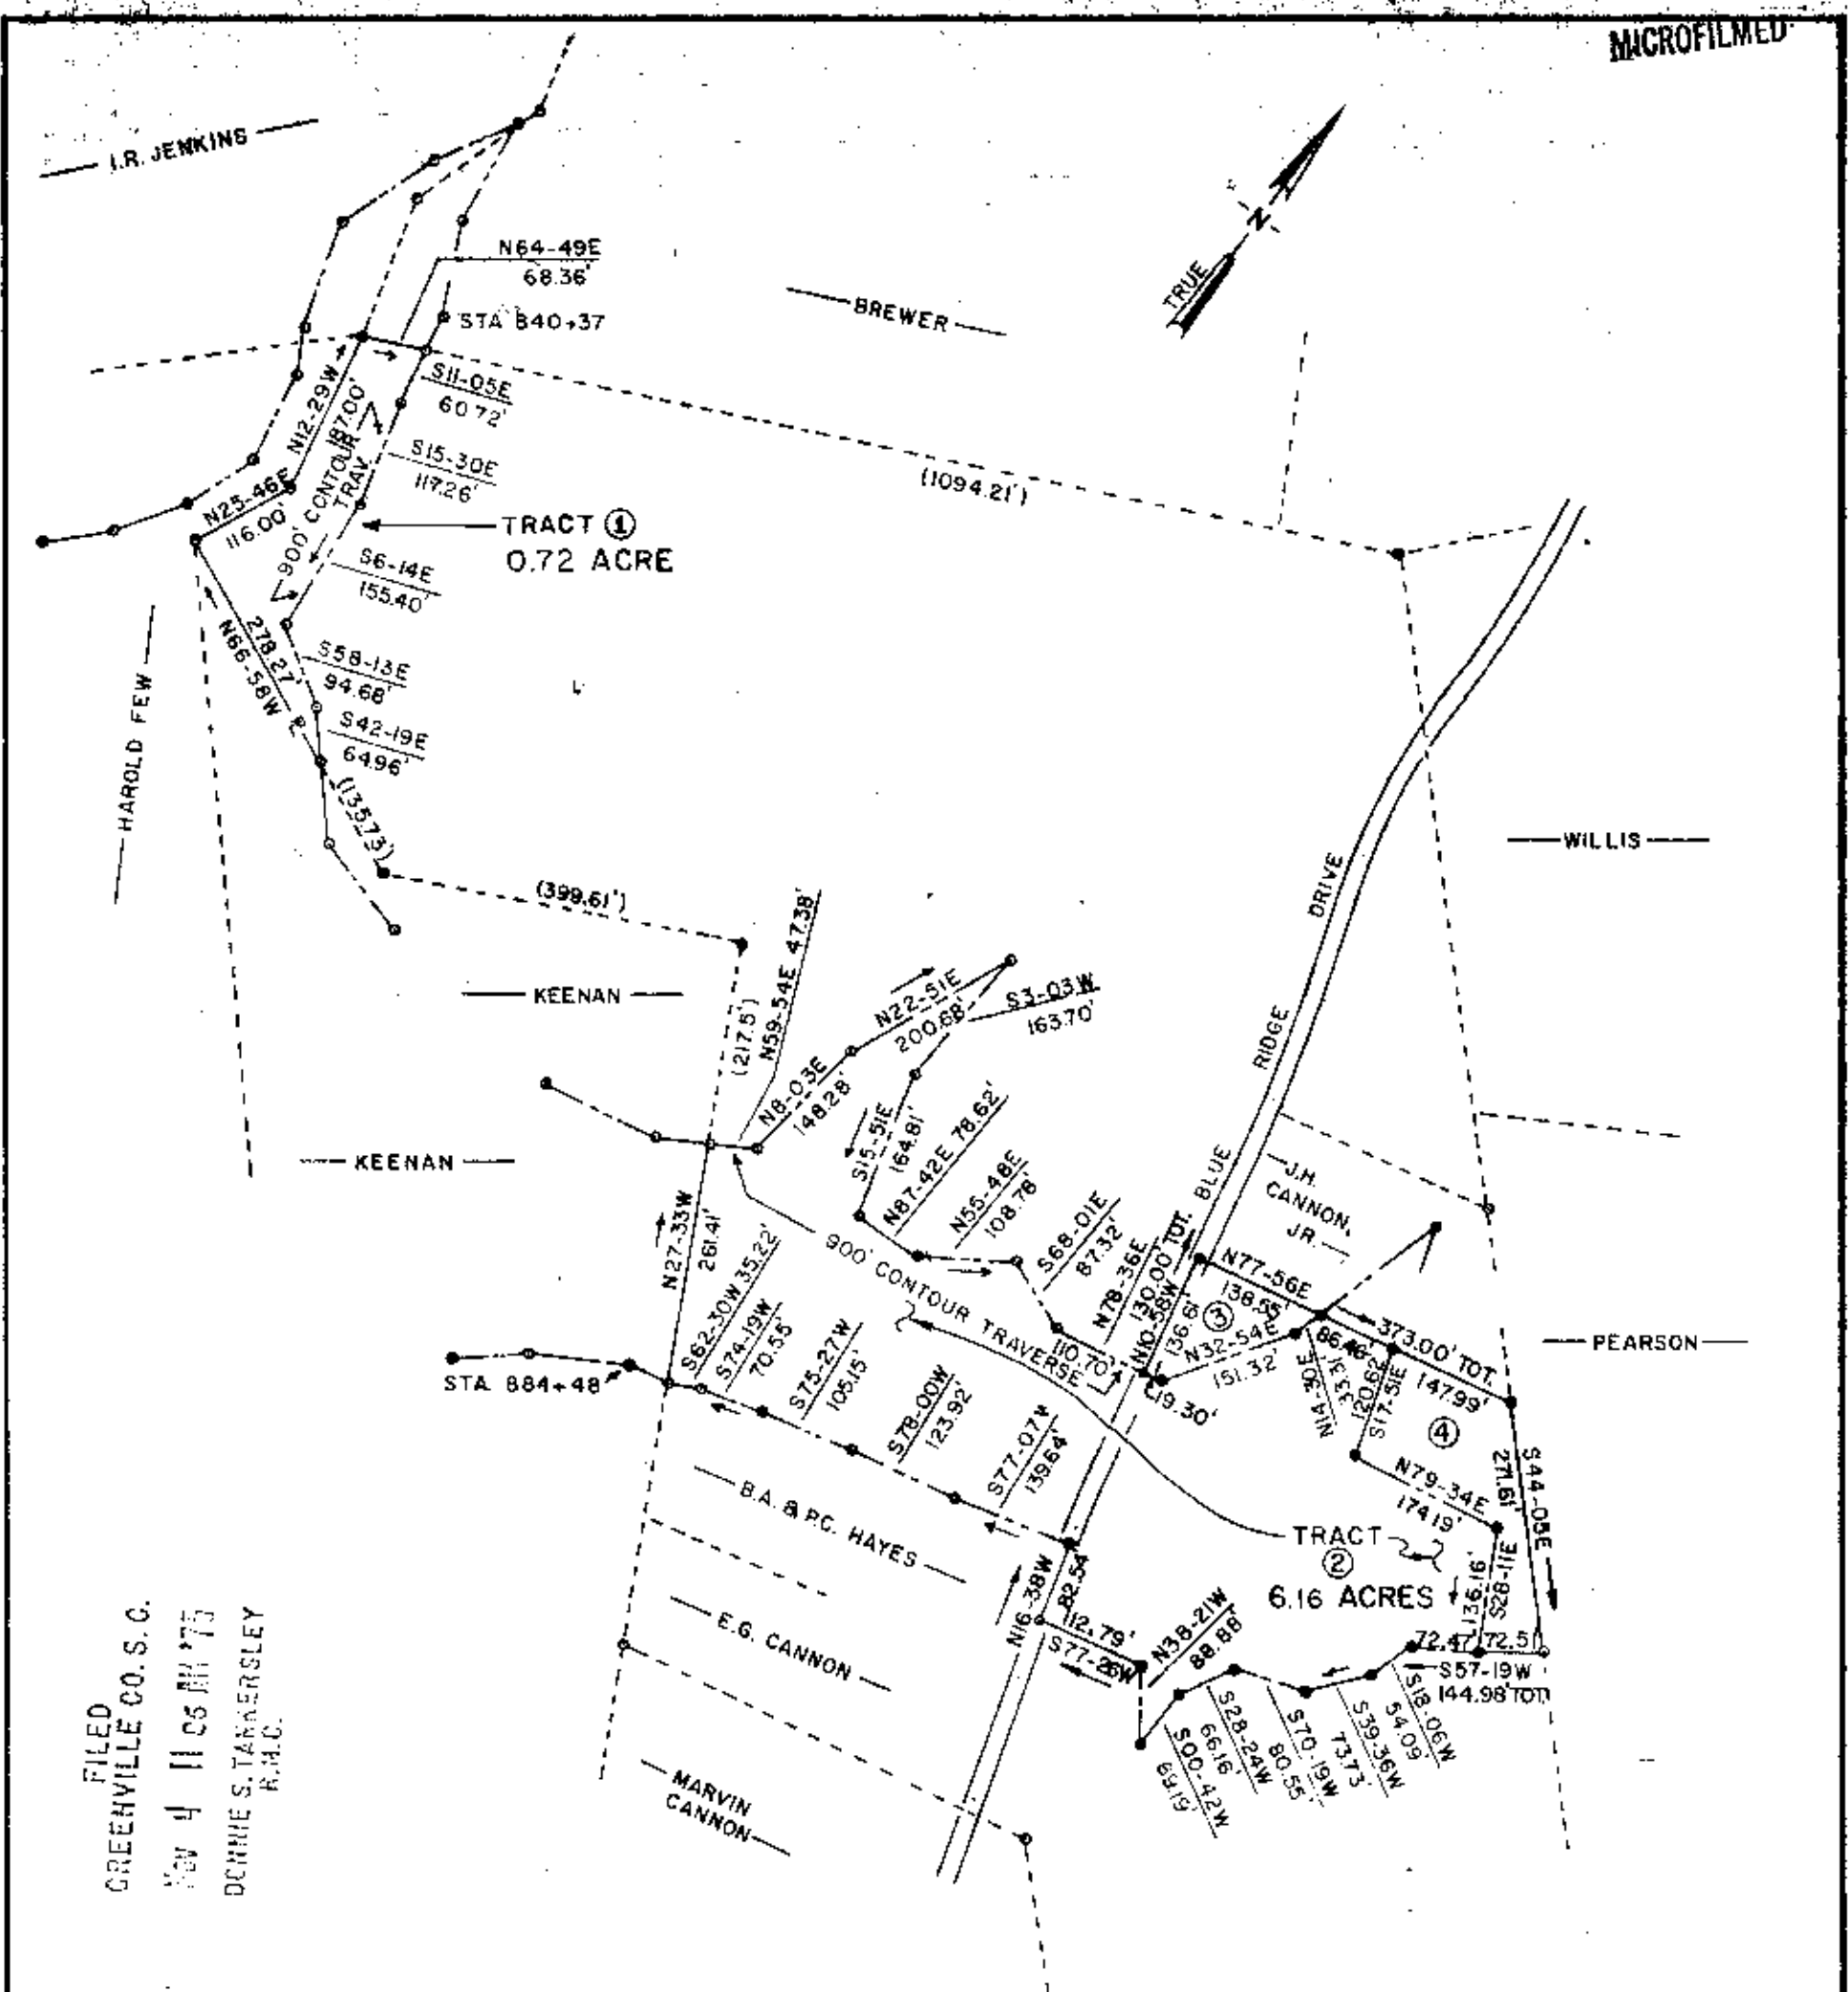 MICROFILMED
I.R. JENKINS
N64-49E
68.36'
STA 840+37
BREWER
TRUE
N
S11-05E
60.72'
N12-29W
187.00'
S15-30E
117.26'
(1094.21')
N25-46E
116.00'
900' CONTOUR
TRAV.
TRACT ①
0.72 ACRE
S6-14E
155.40'
278.27'
N66-58W
S58-13E
94.68'
S42-19E
64.96'
HAROLD FEW
(135.73')
(399.61')
WILLIS
BLUE RIDGE DRIVE
KEENAN
(217.5')
N59-54E 47.38'
N22-51E
200.68'
S3-03W
163.70'
N8-03E
148.28'
KEENAN
S15-51E
164.81'
N87-42E 78.62'
N55-48E
108.78'
S68-01E
87.32'
N78-36E
110.70'
130.00' TOT.
136.61'
J.H.
CANNON,
JR.
N27-33W
261.41'
900' CONTOUR TRAVERSE
N77-56E
138.55'
③
N32-54E
151.32'
19.30'
86.46'
373.00' TOT.
147.99'
PEARSON
N14-30E
33.31'
120.62'
S17-51E
④
STA 884+48
S62-30W 35.22'
S74-19W
70.55'
S75-27W
105.15'
S78-00W
123.92'
S77-07W
139.64'
N79-34E
174.19'
S44-05E
271.61'
B.A. & P.C. HAYES
TRACT
②
6.16 ACRES
136.16'
S28-11E
N16-38W
82.54'
112.79'
S77-26W
N38-21W
88.88'
72.47'
72.51'
S57-19W
144.98' TOT.
E.G. CANNON
S00-42W
69.19'
S28-24W
66.16'
S70-19W
80.55'
S39-36W
73.73'
S18-06W
54.09'
MARVIN
CANNON
FILED
GREENVILLE CO. S. C.
NOV 4 11 05 AM '75
DONNIE S. TANKERSLEY
R.M.C.